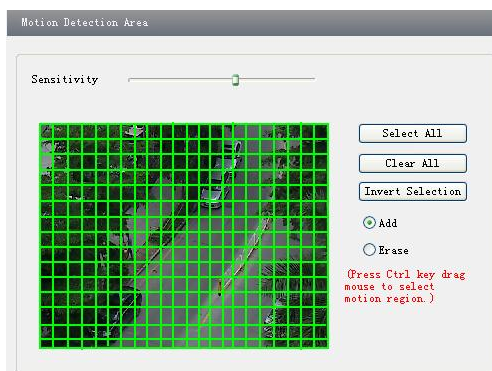 Motion Detection Area
Sensitivity
Select All
Clear All
Invert Selection
Add
Erase
(Press Ctrl key drag
mouse to select
motion region.)